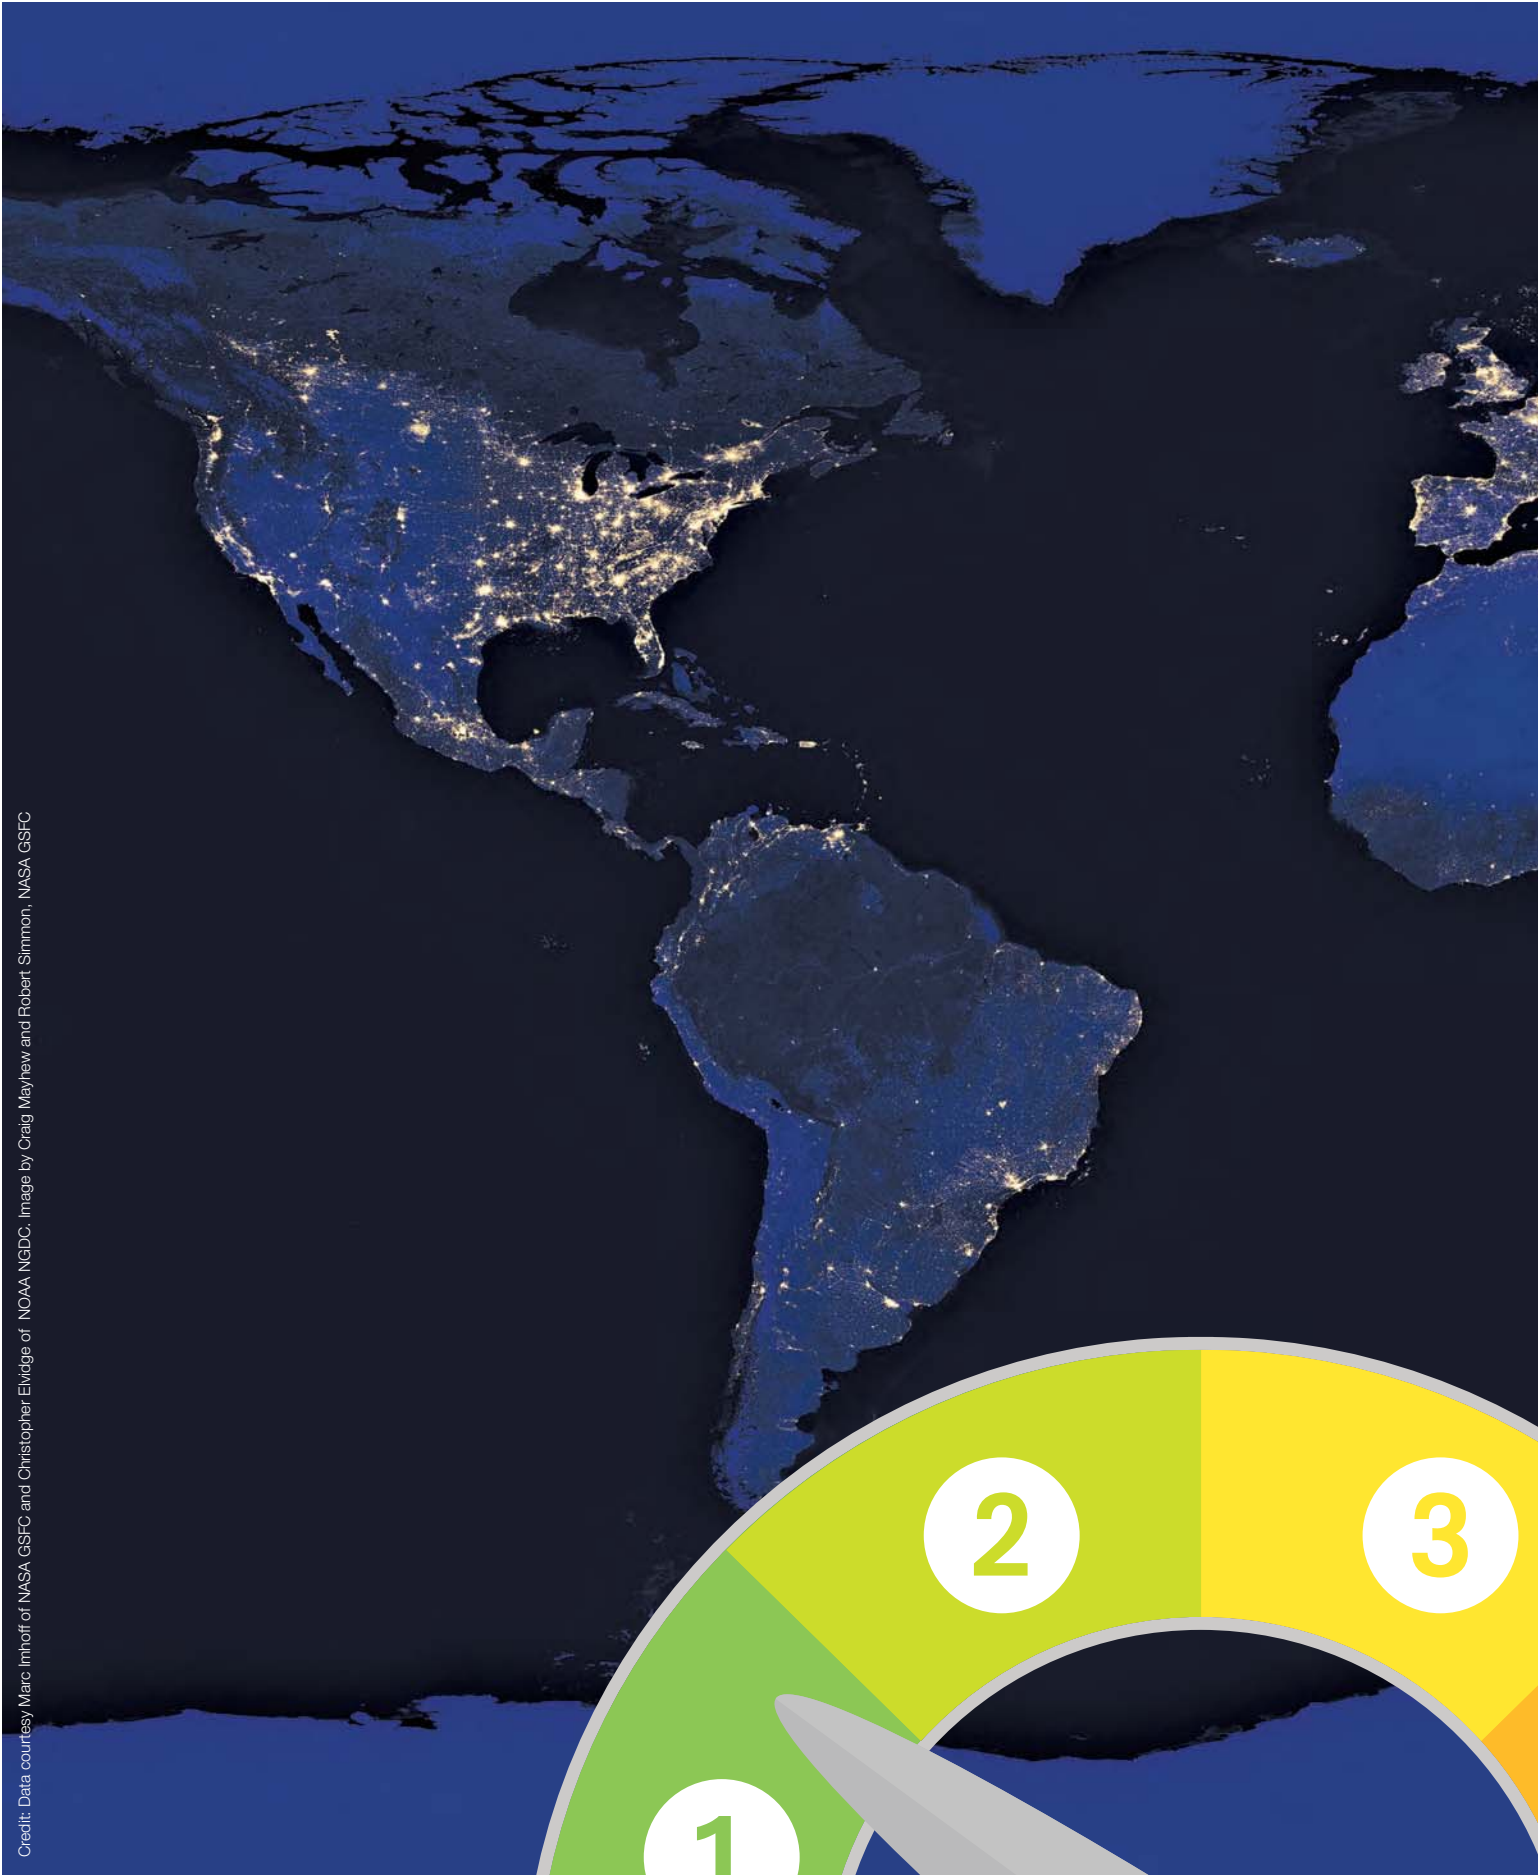 Credit: Data courtesy Marc Imhoff of NASA GSFC and Christopher Elvidge of NOAA NGDC. Image by Craig Mayhew and Robert Simmon, NASA GSFC
2
3
1